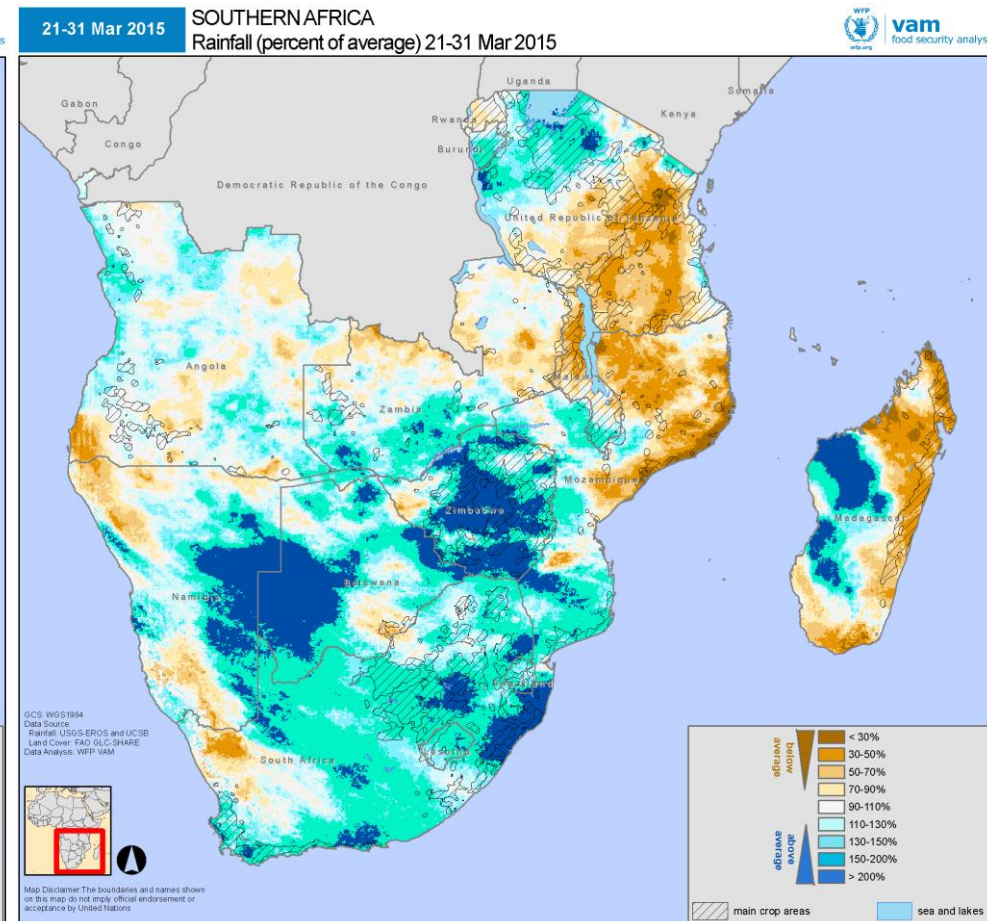 21-31 Mar 2015
SOUTHERN AFRICA
Rainfall (percent of average) 21-31 Mar 2015
WFP
wfp.org
vam
food security analys
s
Uganda
Somalia
Gabon
Kenya
Rwanda
Congo
Burundi
Democratic Republic of the Congo
United Republic of Tanzania
Angola
Malawi
Zambia
Mozambique
Zimbabwe
Madagascar
Namibia
Botswana
Swaziland
Lesotho
South Africa
GCS: WGS1984
Data Source:
Rainfall: USGS-EROS and UCSB
Land Cover: FAO GLC-SHARE
Data Analysis: WFP VAM
Map Disclaimer:The boundaries and names shown
on this map do not imply official endorsement or
acceptance by United Nations
below
average
above
average
< 30%
30-50%
50-70%
70-90%
90-110%
110-130%
130-150%
150-200%
> 200%
main crop areas
sea and lakes